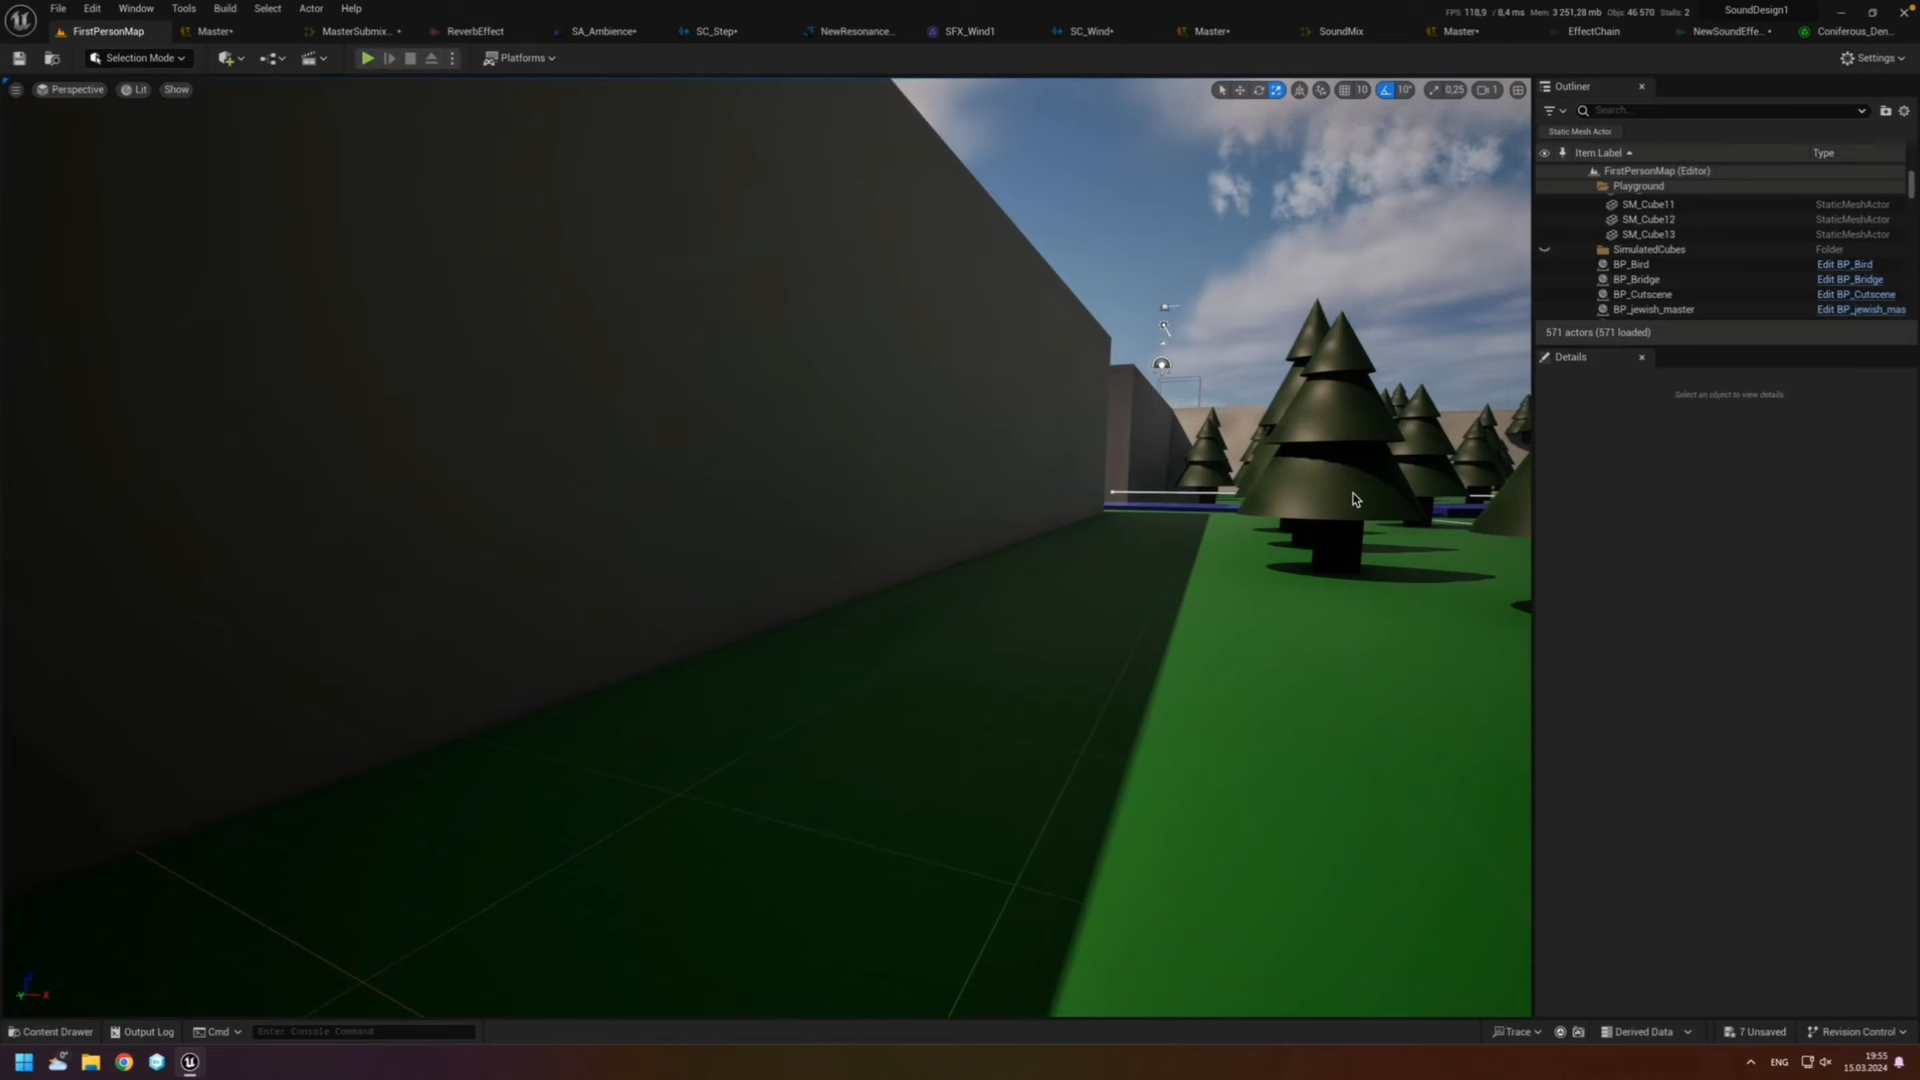 File Edit Window Tools Build Select Actor Help
FPS: 118,9 / 8,4 ms Mem: 3 251,28 mb Objs: 46 570 Stalls: 2
SoundDesign1
FirstPersonMap
Master•
MasterSubmix... •
ReverbEffect
SA_Ambience•
SC_Step•
NewResonance...
SFX_Wind1
SC_Wind•
Master•
SoundMix
Master•
EffectChain
NewSoundEffe... •
Coniferous_Den...
Selection Mode
Platforms
Settings
Perspective
Lit
Show
10
10°
0,25
1
Outliner
Search...
Static Mesh Actor
Item Label
Type
FirstPersonMap (Editor)
Playground
SM_Cube11 StaticMeshActor
SM_Cube12 StaticMeshActor
SM_Cube13 StaticMeshActor
SimulatedCubes Folder
BP_Bird Edit BP_Bird
BP_Bridge Edit BP_Bridge
BP_Cutscene Edit BP_Cutscene
BP_jewish_master Edit BP_jewish_mas
571 actors (571 loaded)
Details
Select an object to view details.
X
Content Drawer
Output Log
Cmd
Enter Console Command
Trace
Derived Data
7 Unsaved
Revision Control
0°
ENG
19:55
15.03.2024